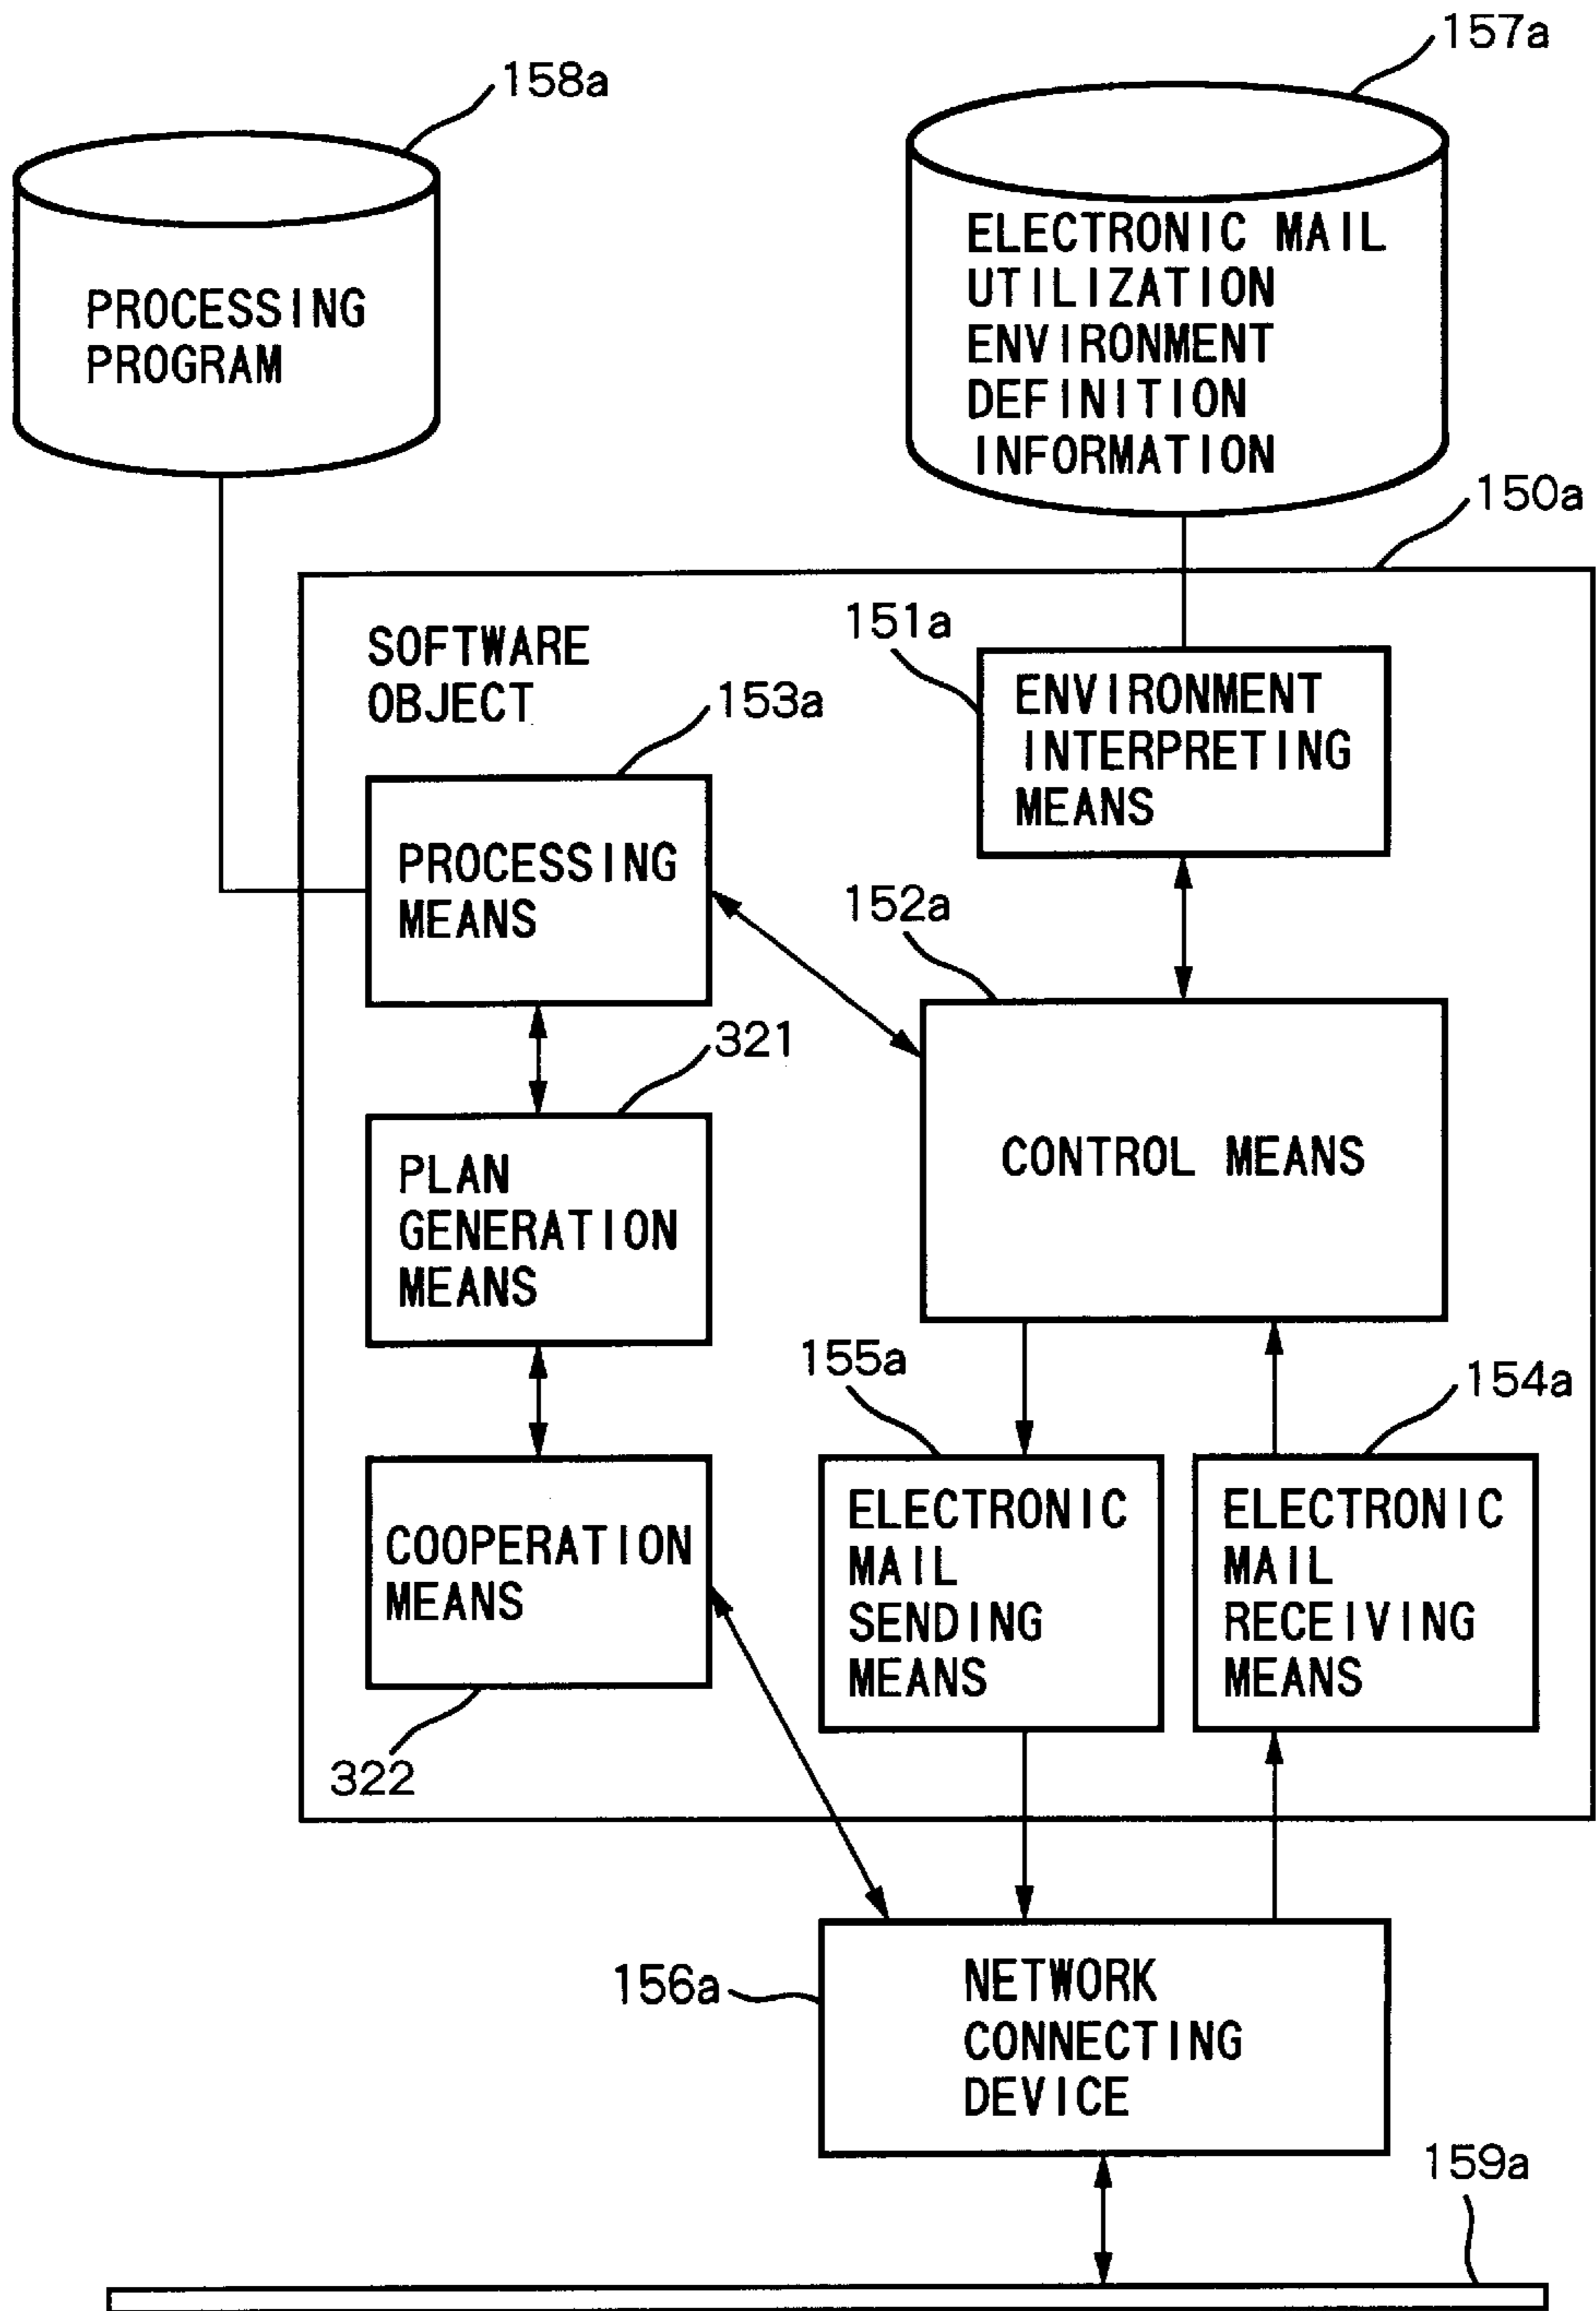 157a
158a
PROCESSING
PROGRAM
ELECTRONIC MAIL
UTILIZATION
ENVIRONMENT
DEFINITION
INFORMATION
150a
SOFTWARE
OBJECT
151a
ENVIRONMENT
INTERPRETING
MEANS
153a
PROCESSING
MEANS
152a
321
PLAN
GENERATION
MEANS
CONTROL MEANS
155a
154a
COOPERATION
MEANS
322
ELECTRONIC
MAIL
SENDING
MEANS
ELECTRONIC
MAIL
RECEIVING
MEANS
156a
NETWORK
CONNECTING
DEVICE
159a